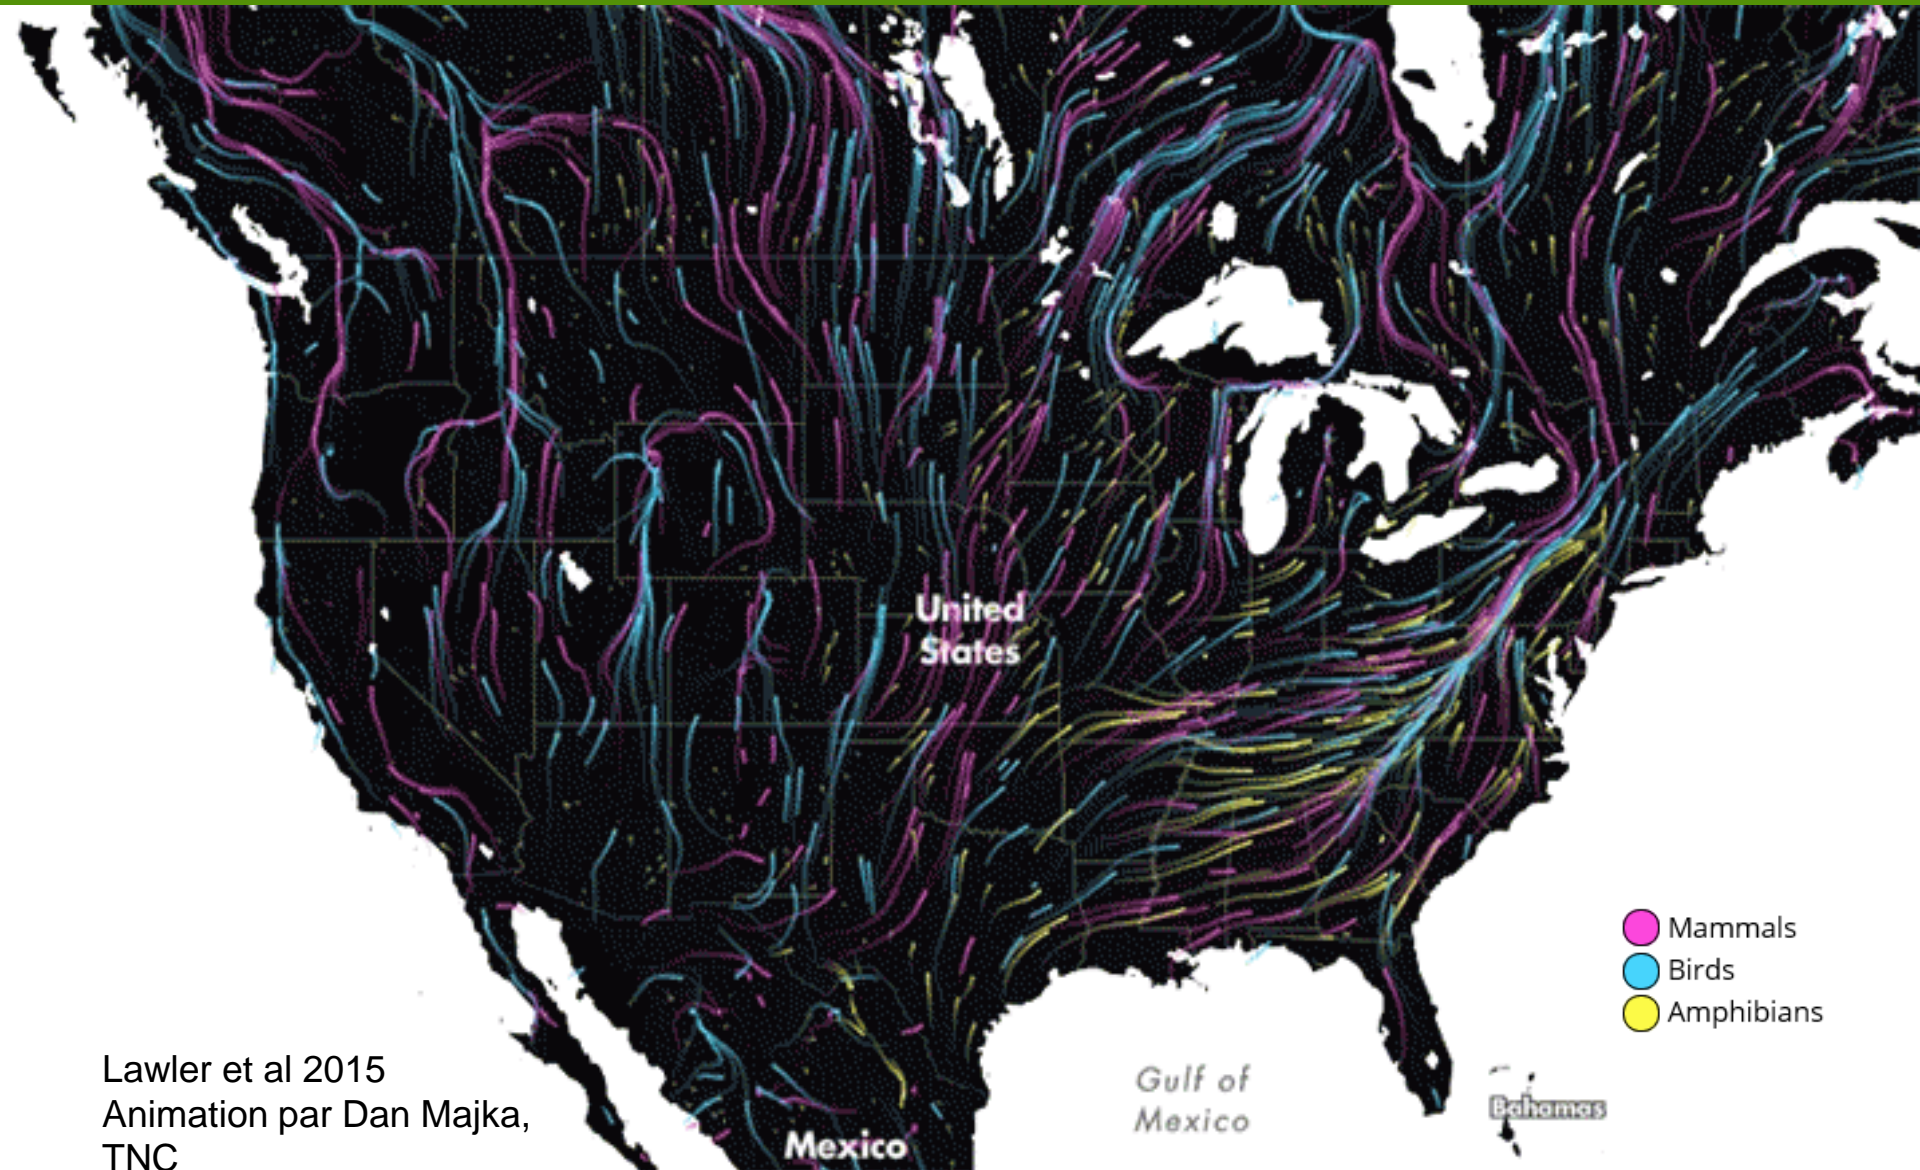 United
States
Mammals
Birds
Amphibians
Lawler et al 2015
Animation par Dan Majka,
TNC
Gulf of
Mexico
Bahamas
Mexico